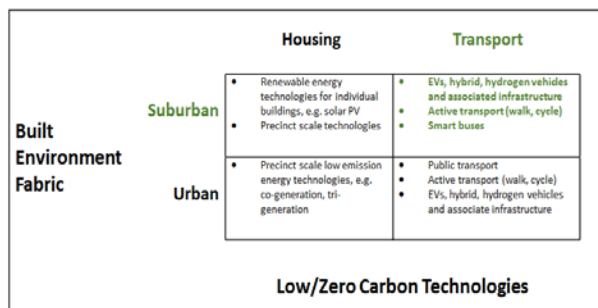 Housing
Transport
Suburban
• Renewable energy
technologies for individual
buildings, e.g. solar PV
• Precinct scale technologies
• EVs, hybrid, hydrogen vehicles
and associated infrastructure
• Active transport (walk, cycle)
• Smart buses
Built
Environment
Fabric
Urban
• Precinct scale low emission
energy technologies, e.g.
co-generation, tri-
generation
• Public transport
• Active transport (walk, cycle)
• EVs, hybrid, hydrogen vehicles
and associate infrastructure
Low/Zero Carbon Technologies